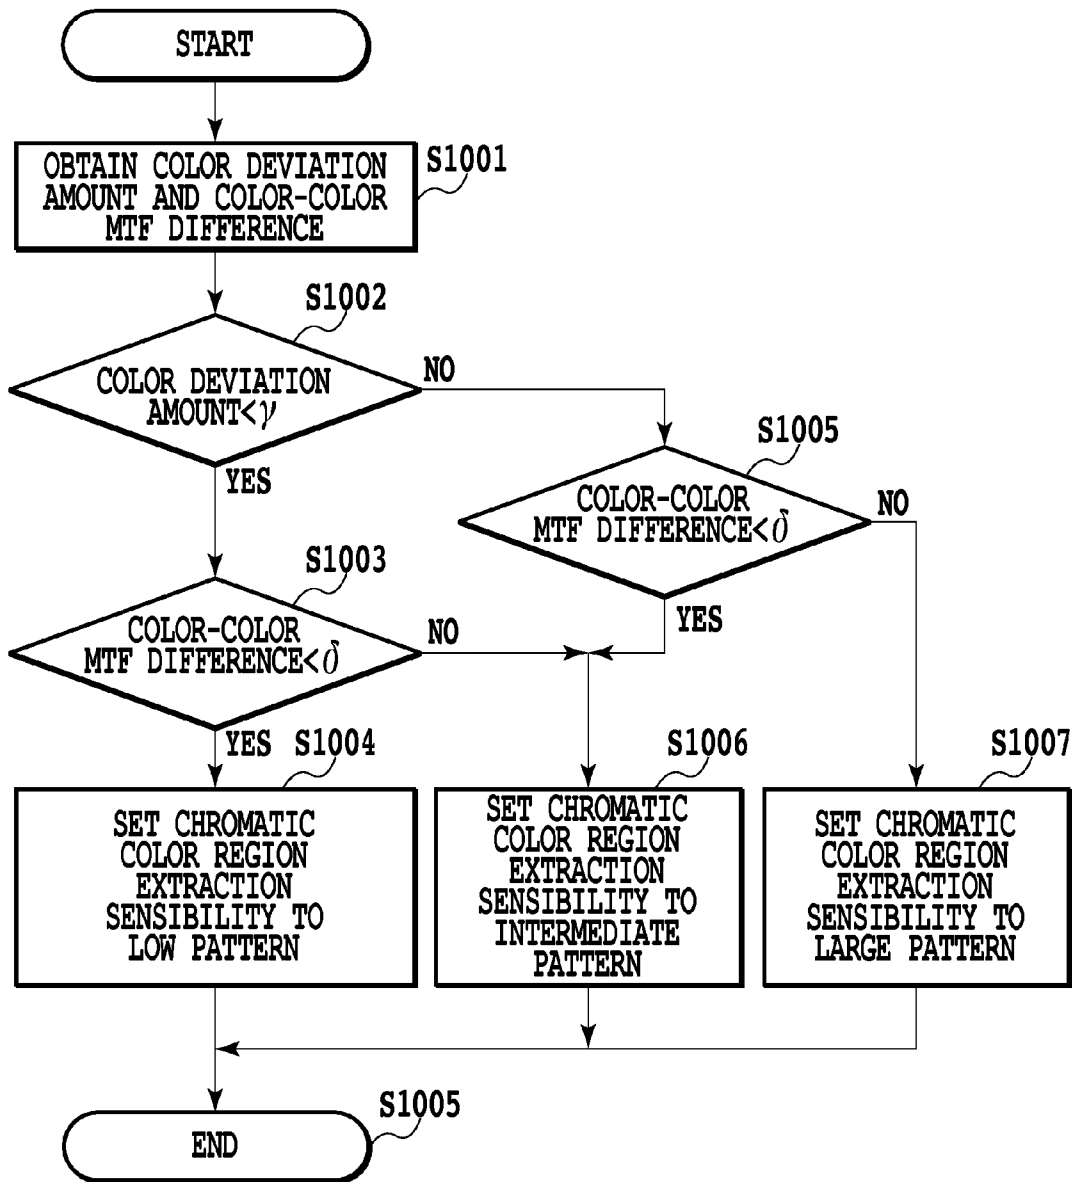 START
OBTAIN COLOR DEVIATION
AMOUNT AND COLOR-COLOR
MTF DIFFERENCE
S1001
S1002
COLOR DEVIATION
AMOUNT<γ
NO
YES
S1005
COLOR-COLOR
MTF DIFFERENCE<δ
NO
YES
S1003
COLOR-COLOR
MTF DIFFERENCE<δ
NO
YES
S1004
SET CHROMATIC
COLOR REGION
EXTRACTION
SENSIBILITY TO
LOW PATTERN
S1006
SET CHROMATIC
COLOR REGION
EXTRACTION
SENSIBILITY TO
INTERMEDIATE
PATTERN
S1007
SET CHROMATIC
COLOR REGION
EXTRACTION
SENSIBILITY TO
LARGE PATTERN
S1005
END